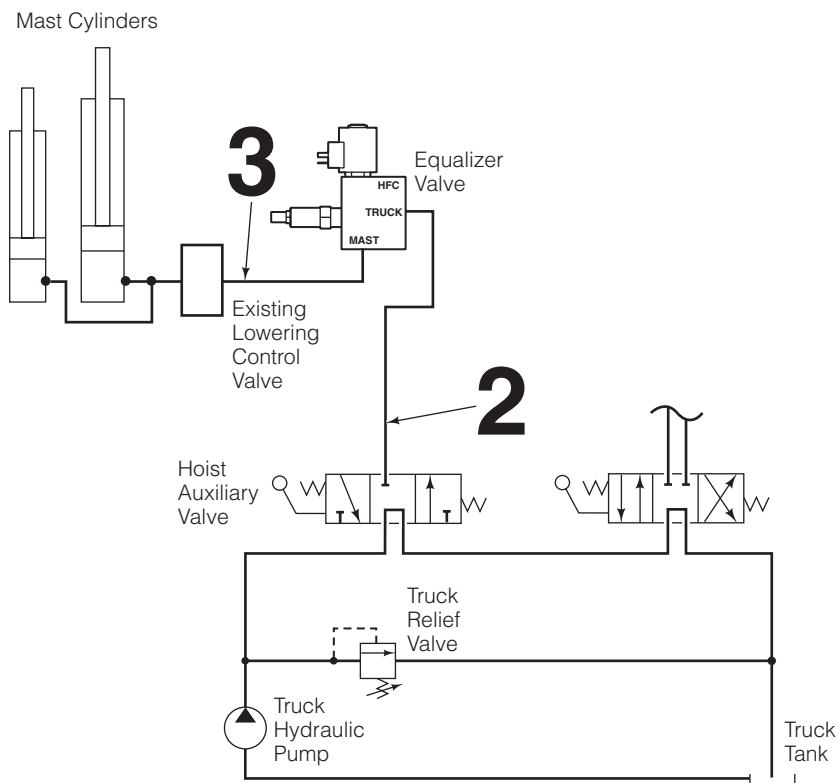 Mast Cylinders
3
HFC
TRUCK
MAST
Equalizer
Valve
Existing
Lowering
Control
Valve
2
Hoist
Auxiliary
Valve
Truck
Relief
Valve
Truck
Hydraulic
Pump
Truck
Tank